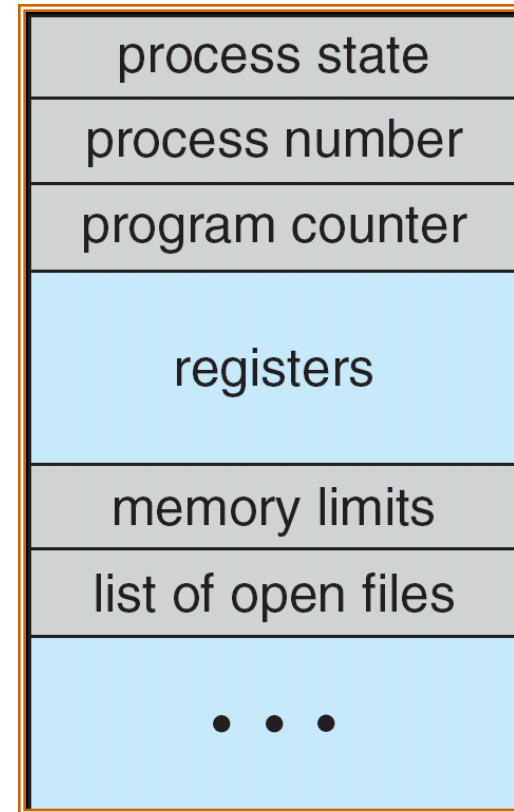 process state
process number
program counter
registers
memory limits
list of open files
• • •